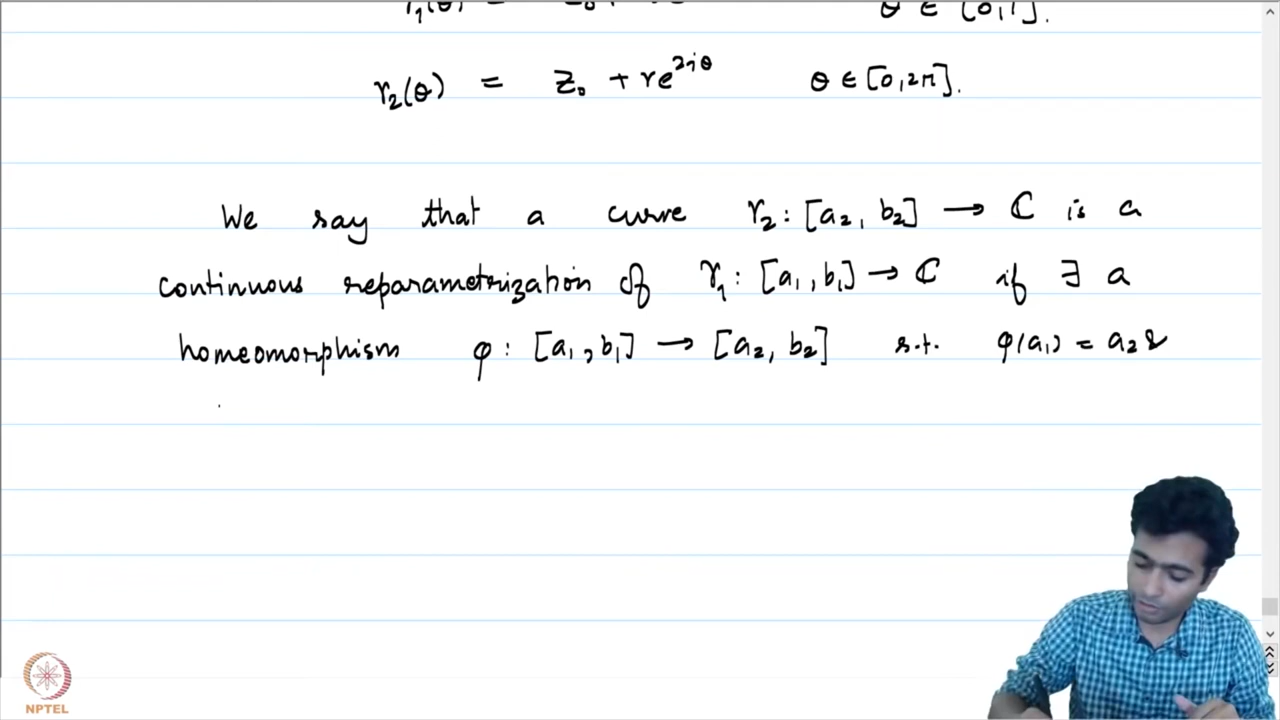 γ₂(θ) = z₀ + re^{2iθ} θ ∈ [0, 2π].
We say that a curve γ₂ : [a₂, b₂] → ℂ is a
continuous reparametrization of γ₁ : [a₁, b₁] → ℂ if ∃ a
homeomorphism φ : [a₁, b₁] → [a₂, b₂] s.t. φ(a₁) = a₂ &
NPTEL